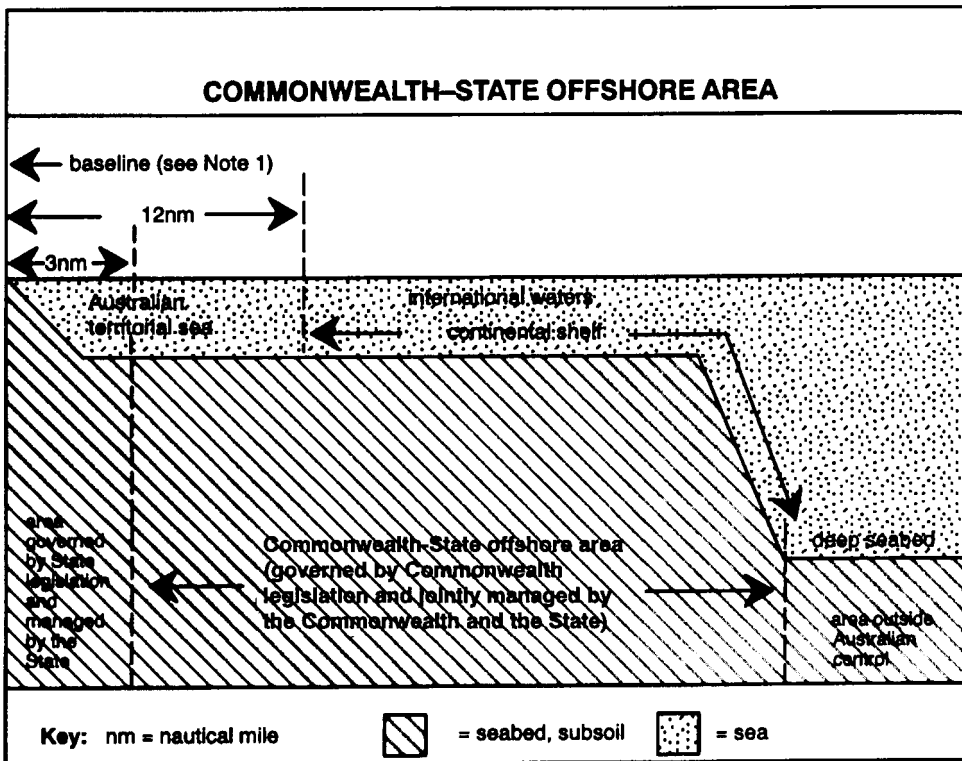 COMMONWEALTH–STATE OFFSHORE AREA
baseline (see Note 1)
12nm
3nm
Australian
territorial sea
international waters
continental shelf
area
governed
by State
legislation
and
managed
by the
State
Commonwealth-State offshore area
(governed by Commonwealth
legislation and jointly managed by
the Commonwealth and the State)
deep seabed
area outside
Australian
control
Key: nm = nautical mile
= seabed, subsoil
= sea